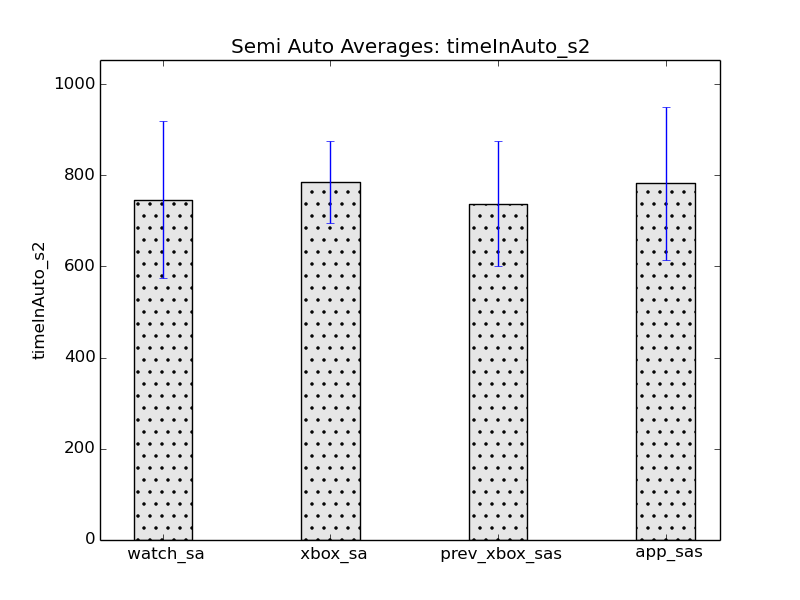 Semi Auto Averages: timeInAuto_s2
timeInAuto_s2
1000
800
600
400
200
0
watch_sa
xbox_sa
prev_xbox_sas
app_sas